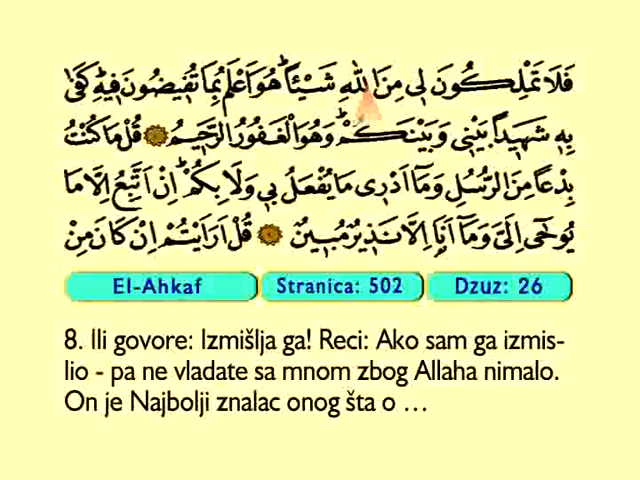 فَلَا تَمْلِكُونَ لِي مِنَ اللّٰهِ شَيْـًٔاۜ هُوَ اَعْلَمُ بِمَا تُف۪يضُونَ ف۪يهِۜ كَفٰى
بِه۪ شَه۪يدًا بَيْن۪ي وَبَيْنَكُمْۜ وَهُوَ الْغَفُورُ الرَّح۪يمُ ۝ قُلْ مَا كُنْتُ
بِدْعًا مِنَ الرُّسُلِ وَمَٓا اَدْر۪ي مَا يُفْعَلُ ب۪ي وَلَا بِكُمْۜ اِنْ اَتَّبِعُ اِلَّا مَا
يُوحٰٓى اِلَيَّ وَمَٓا اَنَا۬ اِلَّا نَذ۪يرٌ مُب۪ينٌ ۝ قُلْ اَرَاَيْتُمْ اِنْ كَانَ مِنْ
El-Ahkaf Stranica: 502 Dzuz: 26
8. Ili govore: Izmišlja ga! Reci: Ako sam ga izmis-
lio - pa ne vladate sa mnom zbog Allaha nimalo.
On je Najbolji znalac onog šta o …